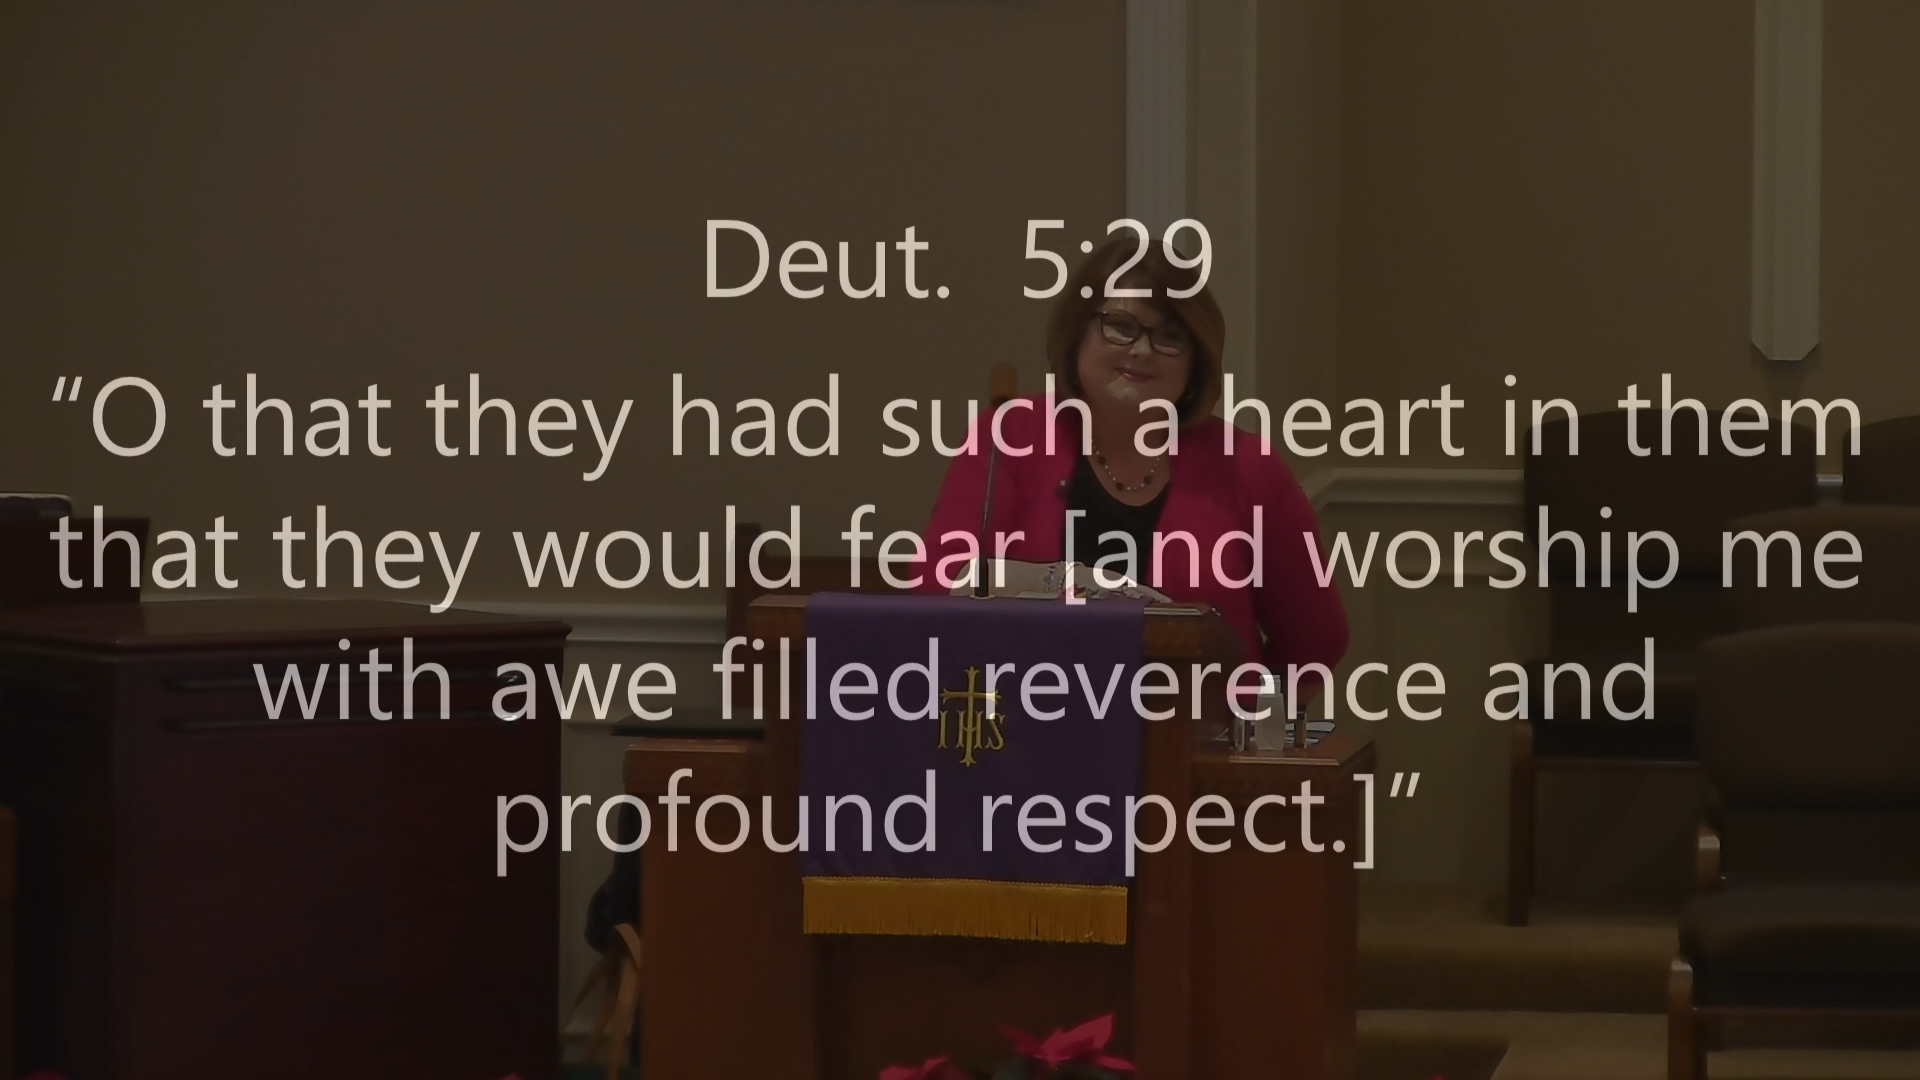 Deut.  5:29
“O that they had such a heart in them
that they would fear [and worship me
with awe filled reverence and
profound respect.]”
IHS